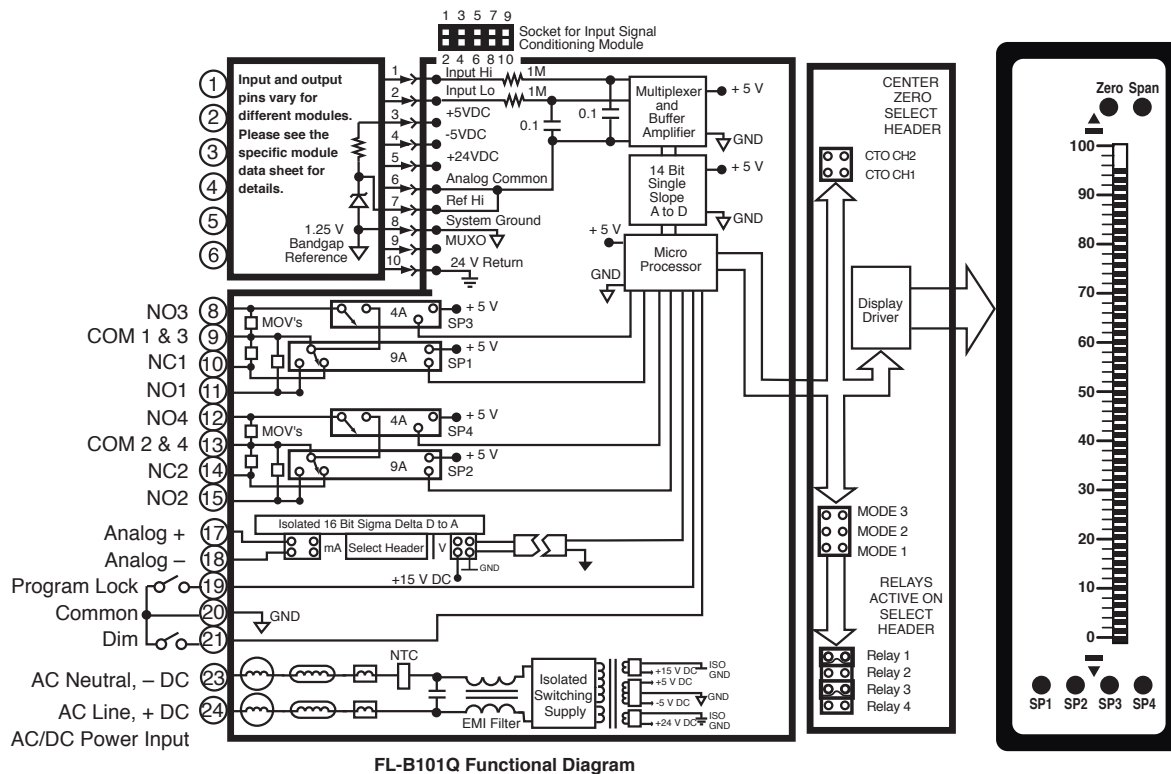 1 3 5 7 9
Socket for Input Signal
Conditioning Module
2 4 6 8 10
1
2
3
4
5
6
Input and output
pins vary for
different modules.
Please see the
specific module
data sheet for
details.
1.25 V
Bandgap
Reference
1
2
3
4
5
6
7
8
9
10
Input Hi
Input Lo
+5VDC
-5VDC
+24VDC
Analog Common
Ref Hi
System Ground
MUXO
24 V Return
1M
1M
0.1
0.1
Multiplexer
and
Buffer
Amplifier
+ 5 V
GND
14 Bit
Single
Slope
A to D
+ 5 V
GND
+ 5 V
GND
Micro
Processor
NO3
8
COM 1 & 3
9
NC1
10
NO1
11
MOV's
4A
+ 5 V
SP3
9A
+ 5 V
SP1
NO4
12
COM 2 & 4
13
NC2
14
NO2
15
MOV's
4A
+ 5 V
SP4
9A
+ 5 V
SP2
Isolated 16 Bit Sigma Delta D to A
Analog +
17
Analog –
18
mA
Select Header
V
GND
+15 V DC
Program Lock
19
Common
20
GND
Dim
21
AC Neutral, – DC
23
AC Line, + DC
24
AC/DC Power Input
NTC
EMI Filter
Isolated
Switching
Supply
+15 V DC
ISO
GND
+5 V DC
GND
-5 V DC
+24 V DC
ISO
GND
CENTER
ZERO
SELECT
HEADER
CTO CH2
CTO CH1
Display
Driver
MODE 3
MODE 2
MODE 1
RELAYS
ACTIVE ON
SELECT
HEADER
Relay 1
Relay 2
Relay 3
Relay 4
Zero Span
100
90
80
70
60
50
40
30
20
10
0
SP1 SP2 SP3 SP4
FL-B101Q Functional Diagram